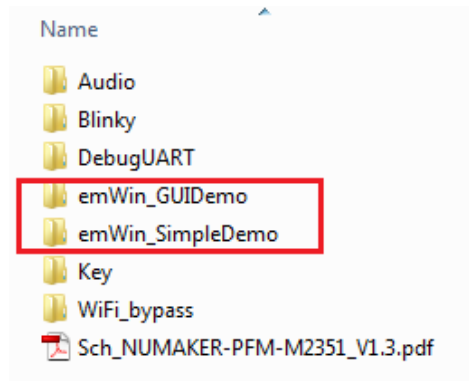 Name
Audio
Blinky
DebugUART
emWin_GUIDemo
emWin_SimpleDemo
Key
WiFi_bypass
Sch_NUMAKER-PFM-M2351_V1.3.pdf